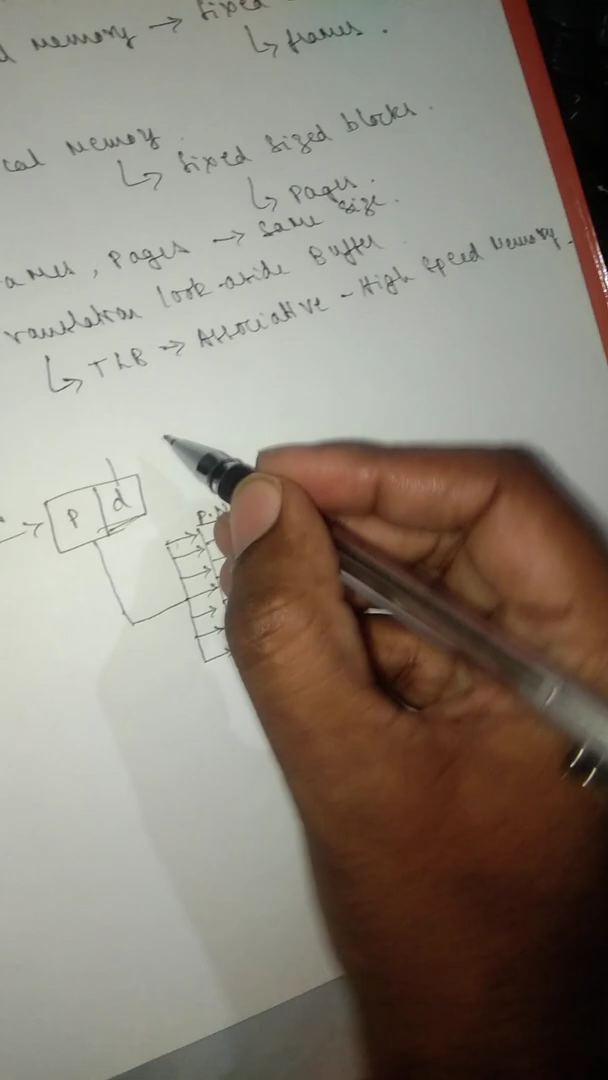 memory → fixed
↳ frames.
cal memory
↳ fixed sized blocks.
↳ pages.
ames, pages → same size.
ranslation look-aside Buffer
↳ TLB → Associative - High speed memory.
p d
P.N